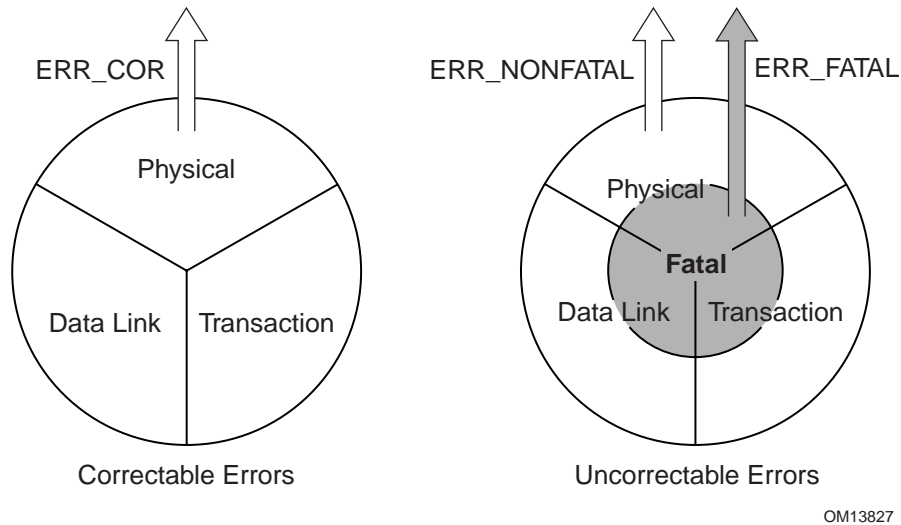 ERR_COR
Physical
Data Link
Transaction
Correctable Errors
ERR_NONFATAL
ERR_FATAL
Physical
Fatal
Data Link
Transaction
Uncorrectable Errors
OM13827